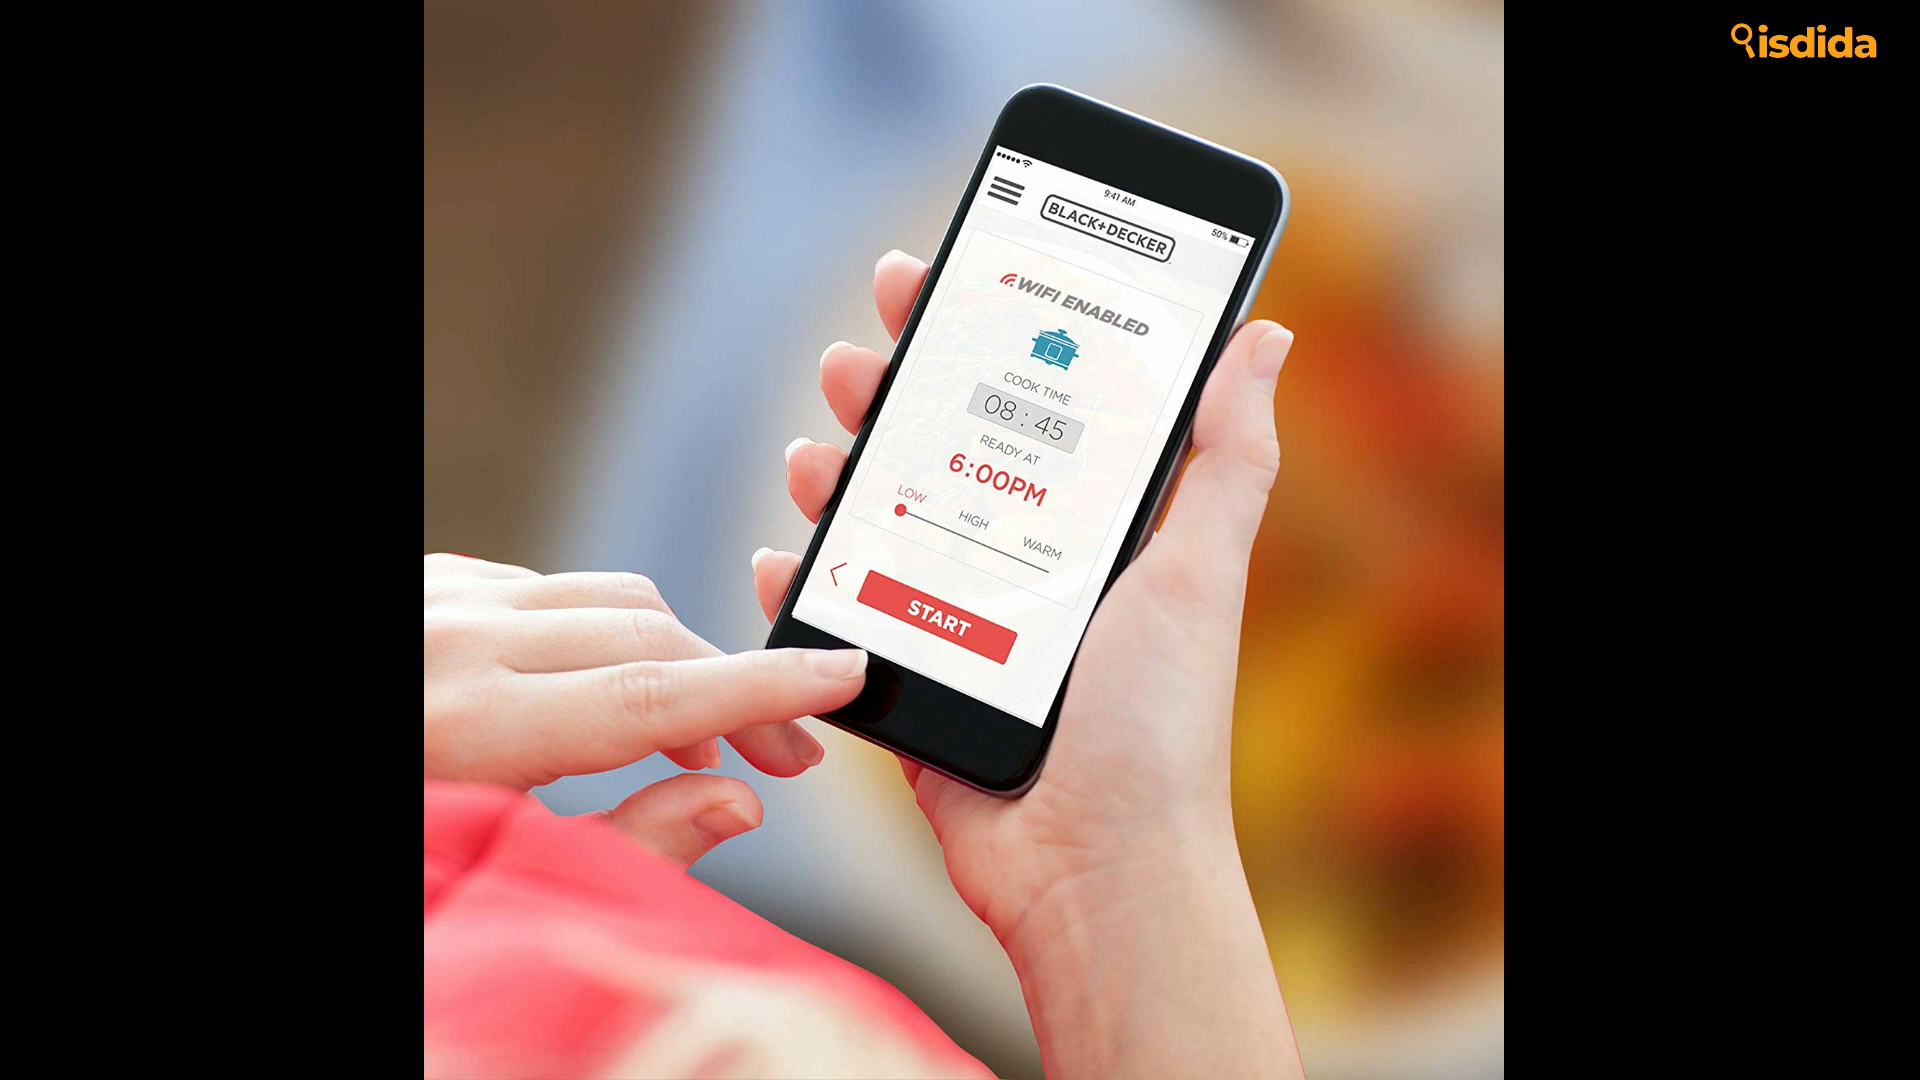 isdida
9:41 AM
50%
BLACK+DECKER
WIFI ENABLED
COOK TIME
08 : 45
READY AT
6:00PM
LOW
HIGH
WARM
START